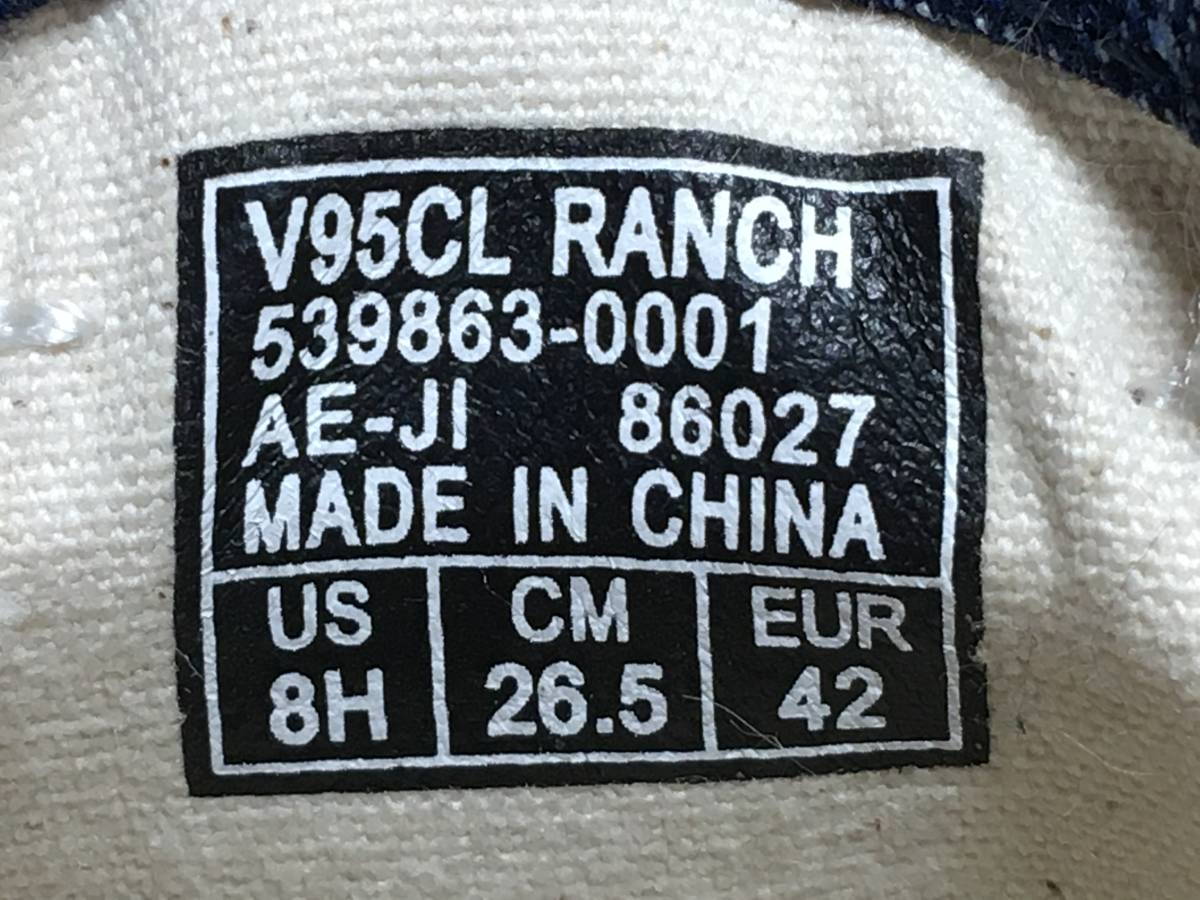 V95CL RANCH
539863-0001
AE-JI 86027
MADE IN CHINA
US CM EUR
8H 26.5 42